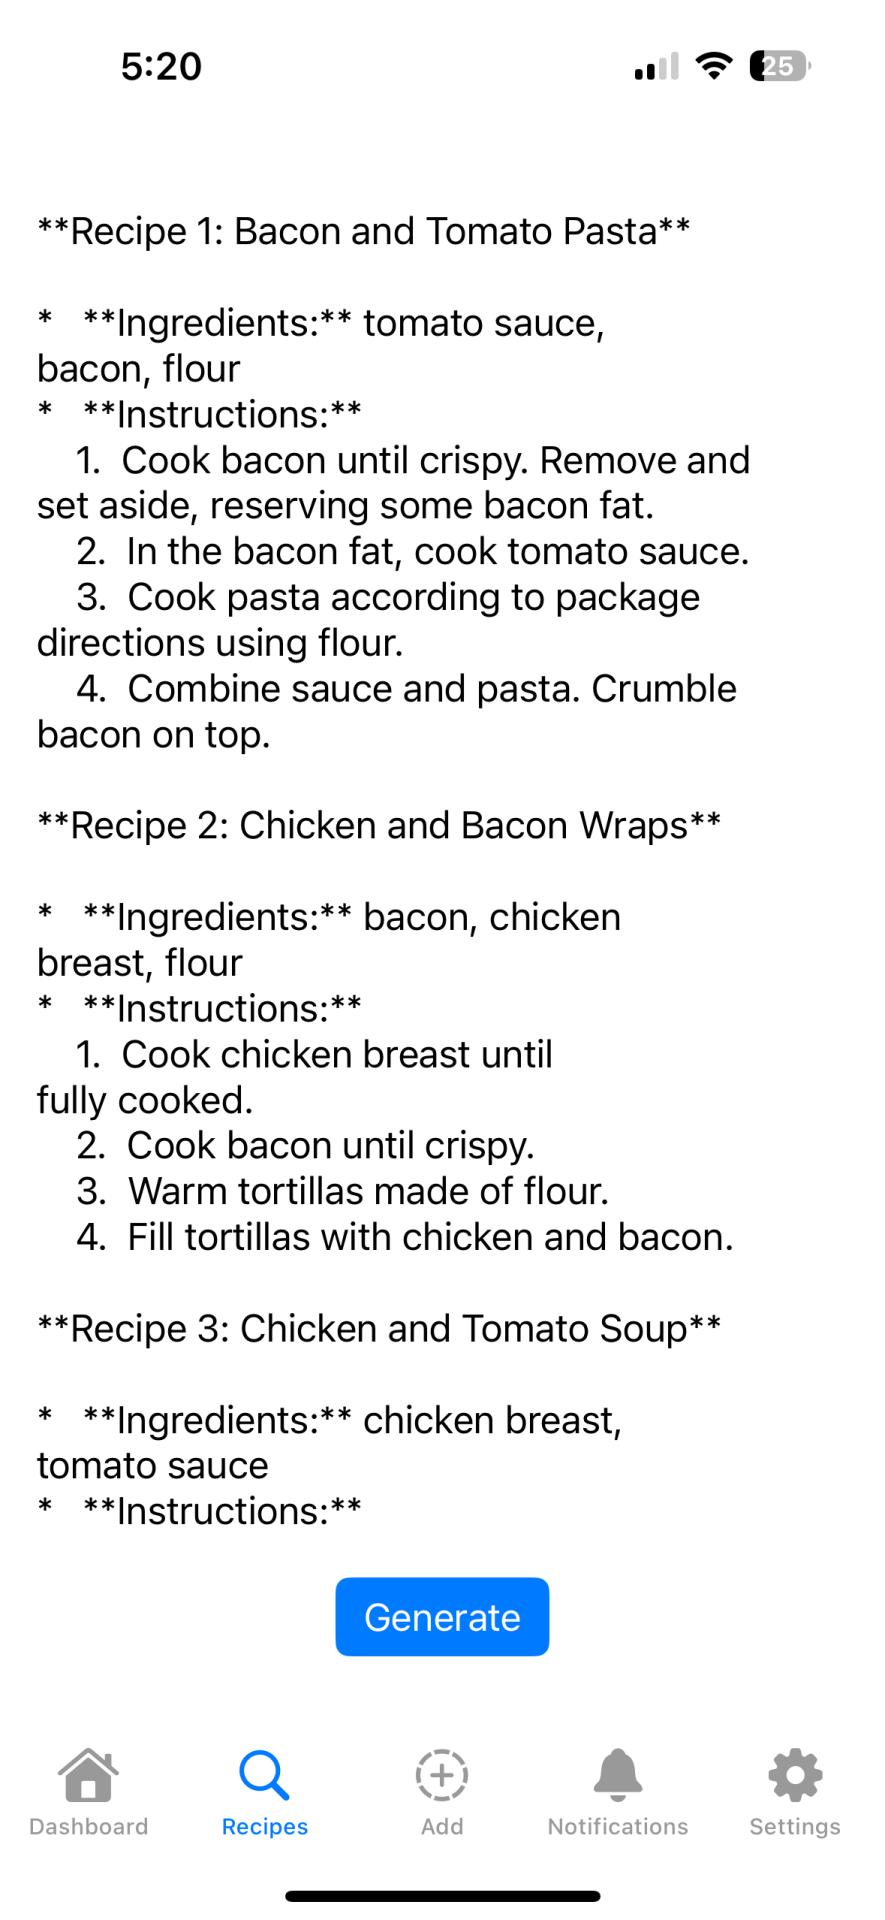 5:20
25
**Recipe 1: Bacon and Tomato Pasta**
*   **Ingredients:** tomato sauce,
bacon, flour
*   **Instructions:**
1.  Cook bacon until crispy. Remove and
set aside, reserving some bacon fat.
2.  In the bacon fat, cook tomato sauce.
3.  Cook pasta according to package
directions using flour.
4.  Combine sauce and pasta. Crumble
bacon on top.
**Recipe 2: Chicken and Bacon Wraps**
*   **Ingredients:** bacon, chicken
breast, flour
*   **Instructions:**
1.  Cook chicken breast until
fully cooked.
2.  Cook bacon until crispy.
3.  Warm tortillas made of flour.
4.  Fill tortillas with chicken and bacon.
**Recipe 3: Chicken and Tomato Soup**
*   **Ingredients:** chicken breast,
tomato sauce
*   **Instructions:**
Generate
Dashboard Recipes Add Notifications Settings